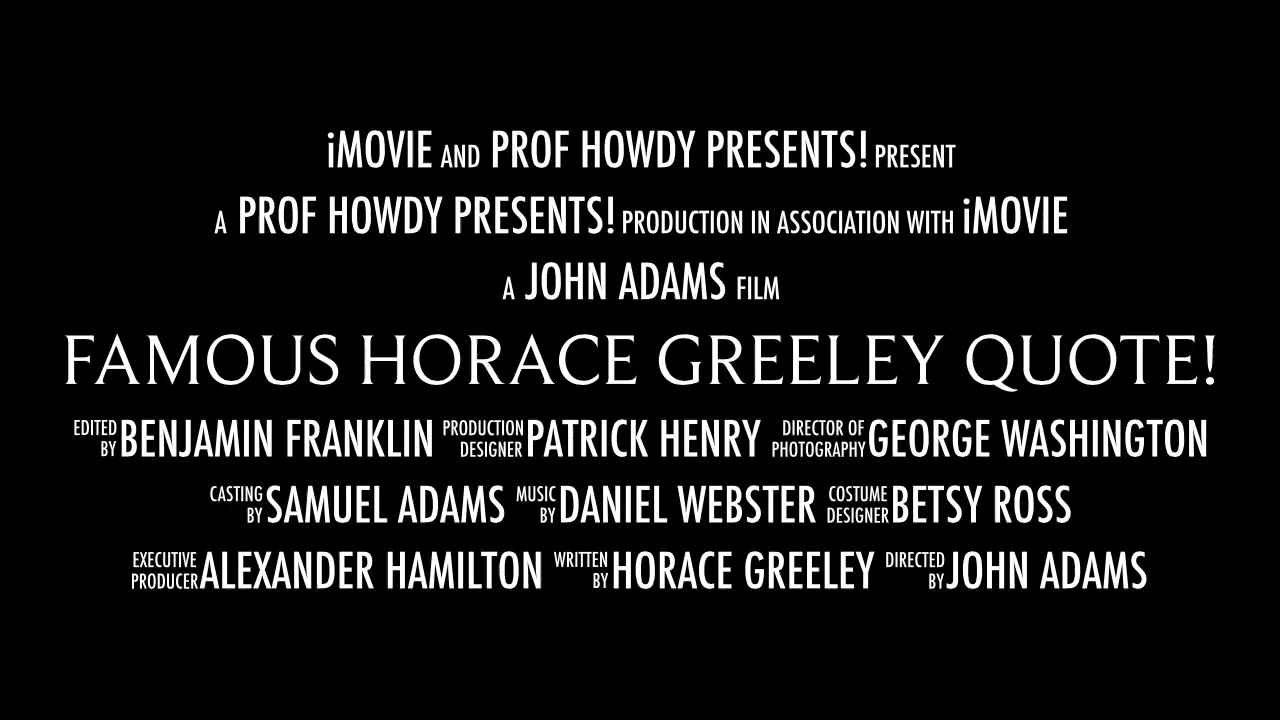 iMOVIE AND PROF HOWDY PRESENTS! PRESENT
A PROF HOWDY PRESENTS! PRODUCTION IN ASSOCIATION WITH iMOVIE
A JOHN ADAMS FILM
FAMOUS HORACE GREELEY QUOTE!
EDITED BY BENJAMIN FRANKLIN PRODUCTION DESIGNER PATRICK HENRY DIRECTOR OF PHOTOGRAPHY GEORGE WASHINGTON
CASTING BY SAMUEL ADAMS MUSIC BY DANIEL WEBSTER COSTUME DESIGNER BETSY ROSS
EXECUTIVE PRODUCER ALEXANDER HAMILTON WRITTEN BY HORACE GREELEY DIRECTED BY JOHN ADAMS